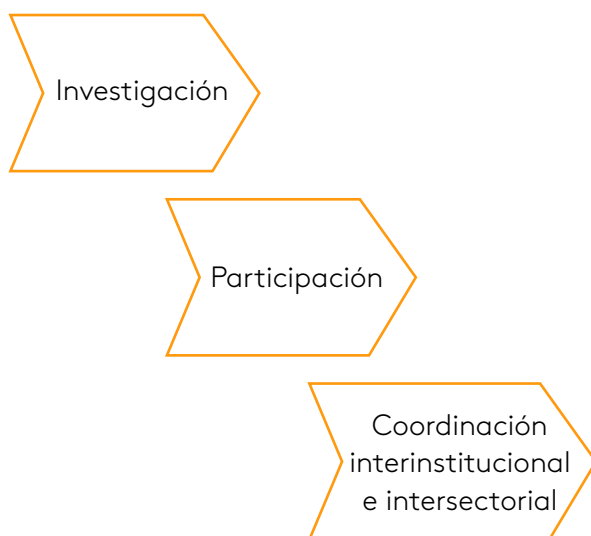 Investigación
Participación
Coordinación
interinstitucional
e intersectorial